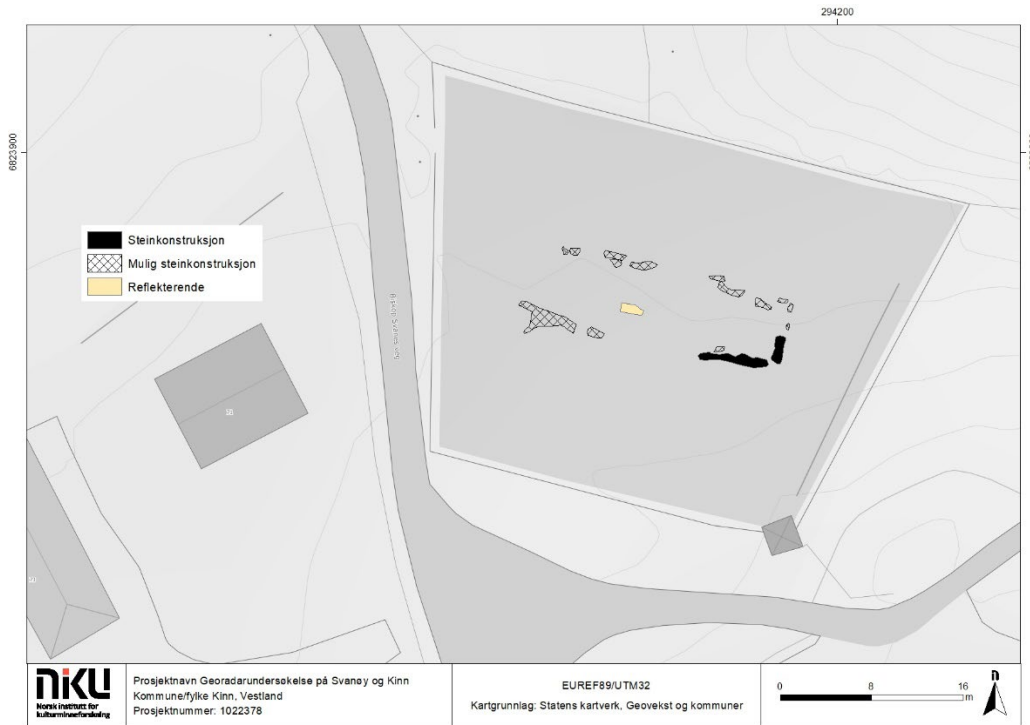 294200
6823900
Steinkonstruksjon
Mulig steinkonstruksjon
Reflekterende
niku
Norsk institutt for
kulturminneforskning
Prosjektnavn Georadarundersøkelse på Svanøy og Kinn
Kommune/fylke Kinn, Vestland
Prosjektnummer: 1022378
EUREF89/UTM32
Kartgrunnlag: Statens kartverk, Geovekst og kommuner
0 8 16
m
n